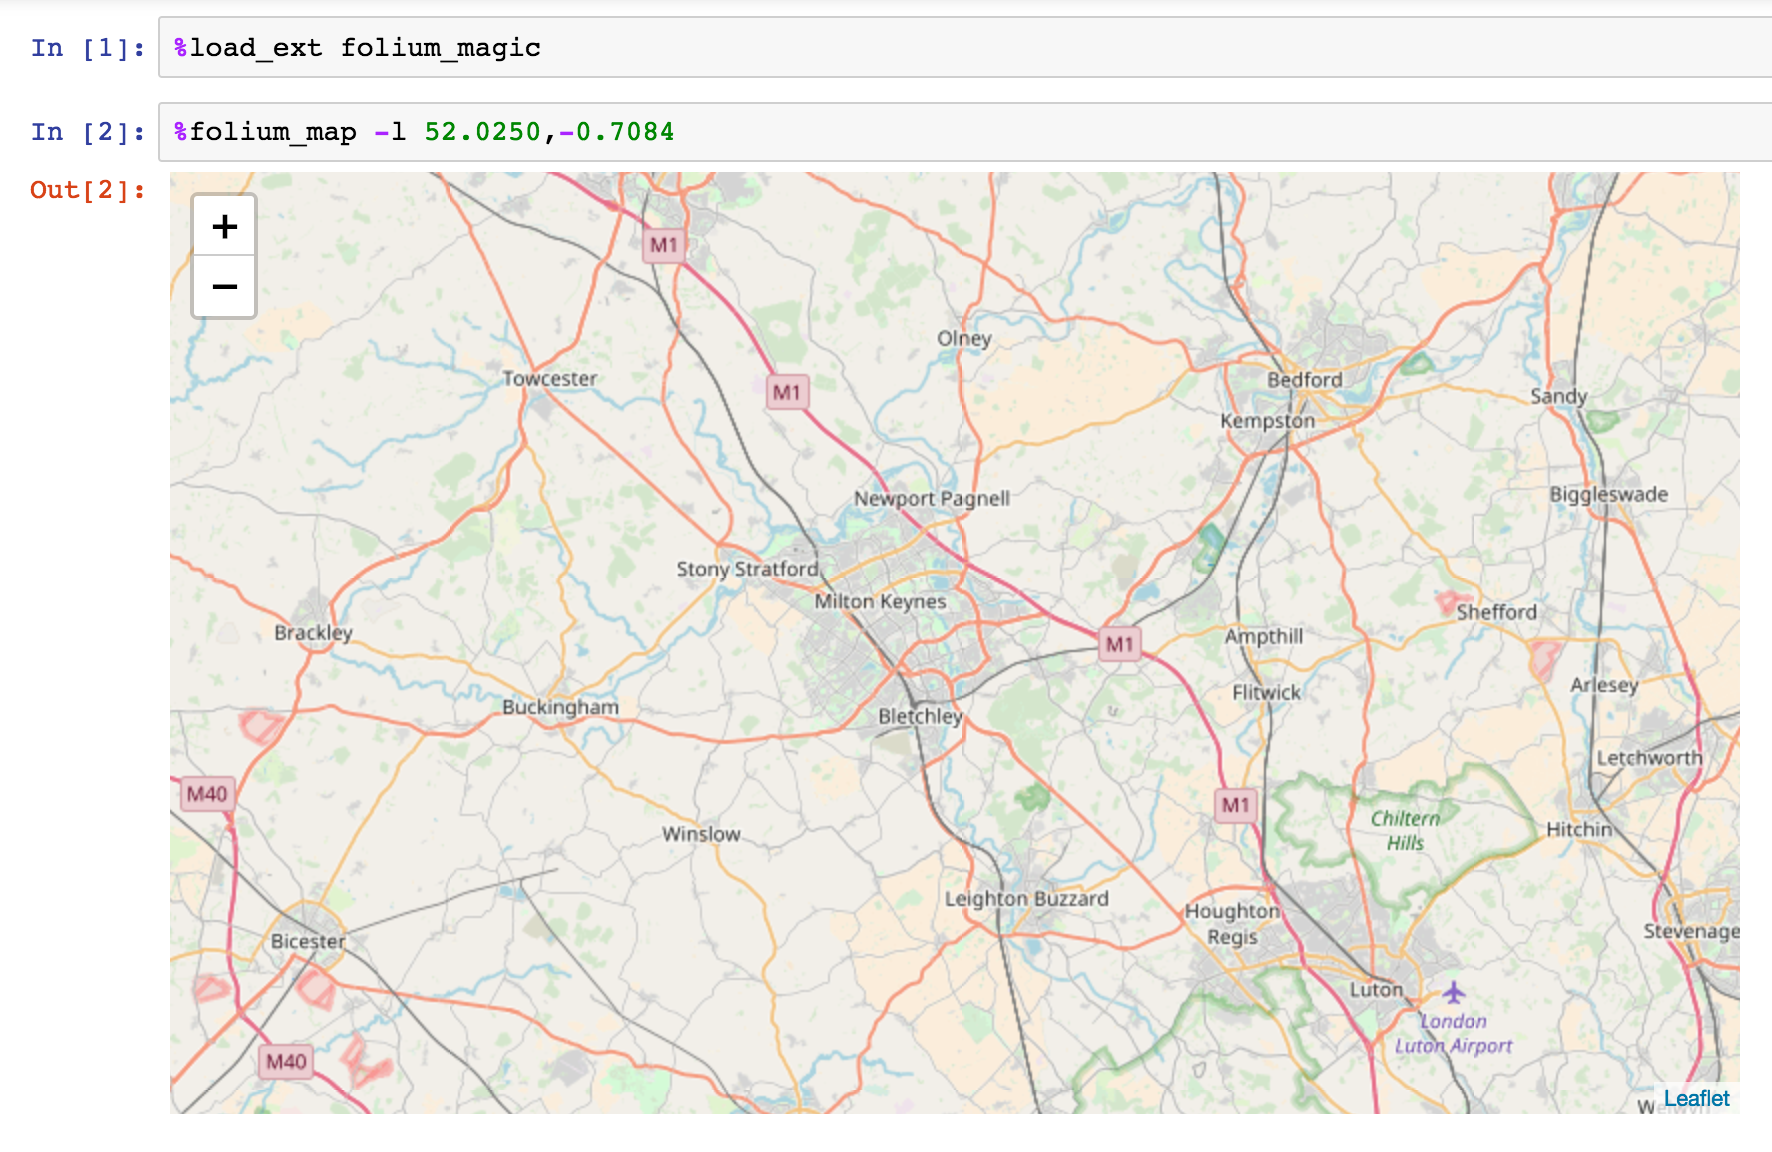 In [1]: %load_ext folium_magic
In [2]: %folium_map -l 52.0250,-0.7084
Out[2]:
+
−
M1
Olney
Towcester
M1
Bedford
Sandy
Kempston
Newport Pagnell
Biggleswade
Stony Stratford
Milton Keynes
Shefford
Brackley
Ampthill
M1
Arlesey
Flitwick
Buckingham
Bletchley
Letchworth
M40
M1
Chiltern
Hills
Hitchin
Winslow
Leighton Buzzard
Houghton
Regis
Stevenage
Bicester
Luton
London
Luton Airport
M40
Leaflet